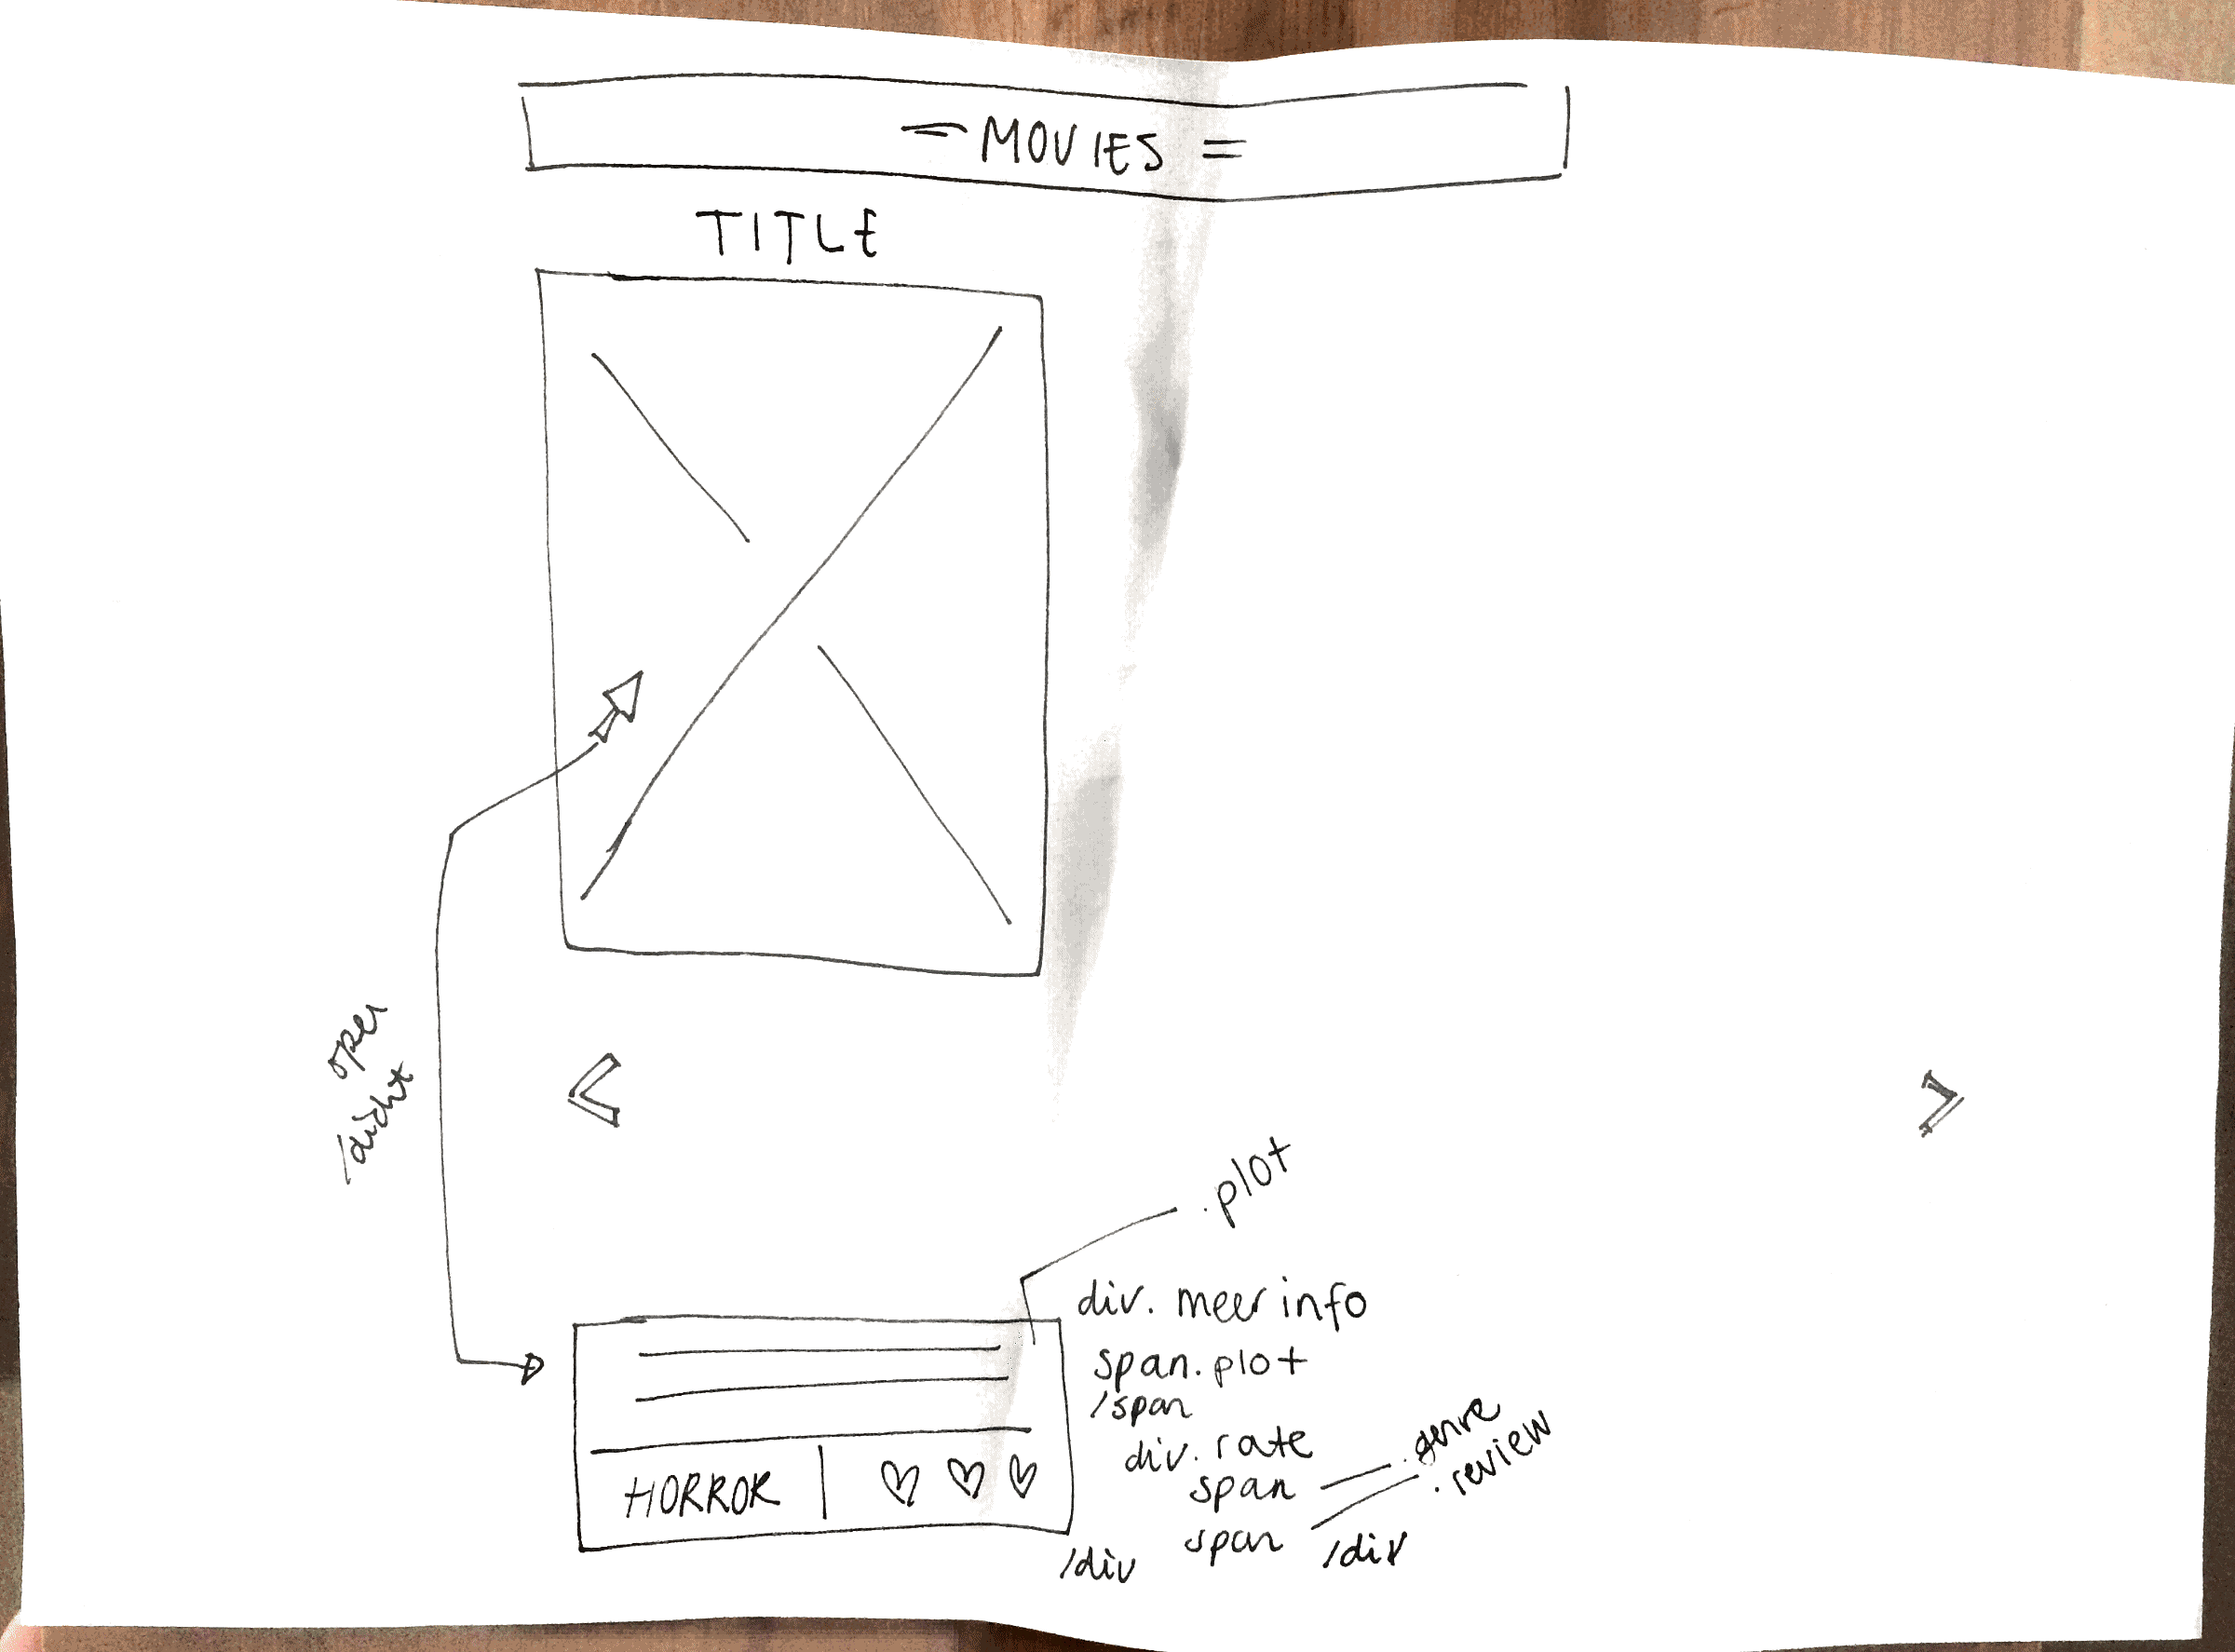 = MOVIES =
TITLE
open
/dicht
.plot
div. meer info
span. plot
/span
div. rate
span
.genre
.review
span
/div
/div
HORROR